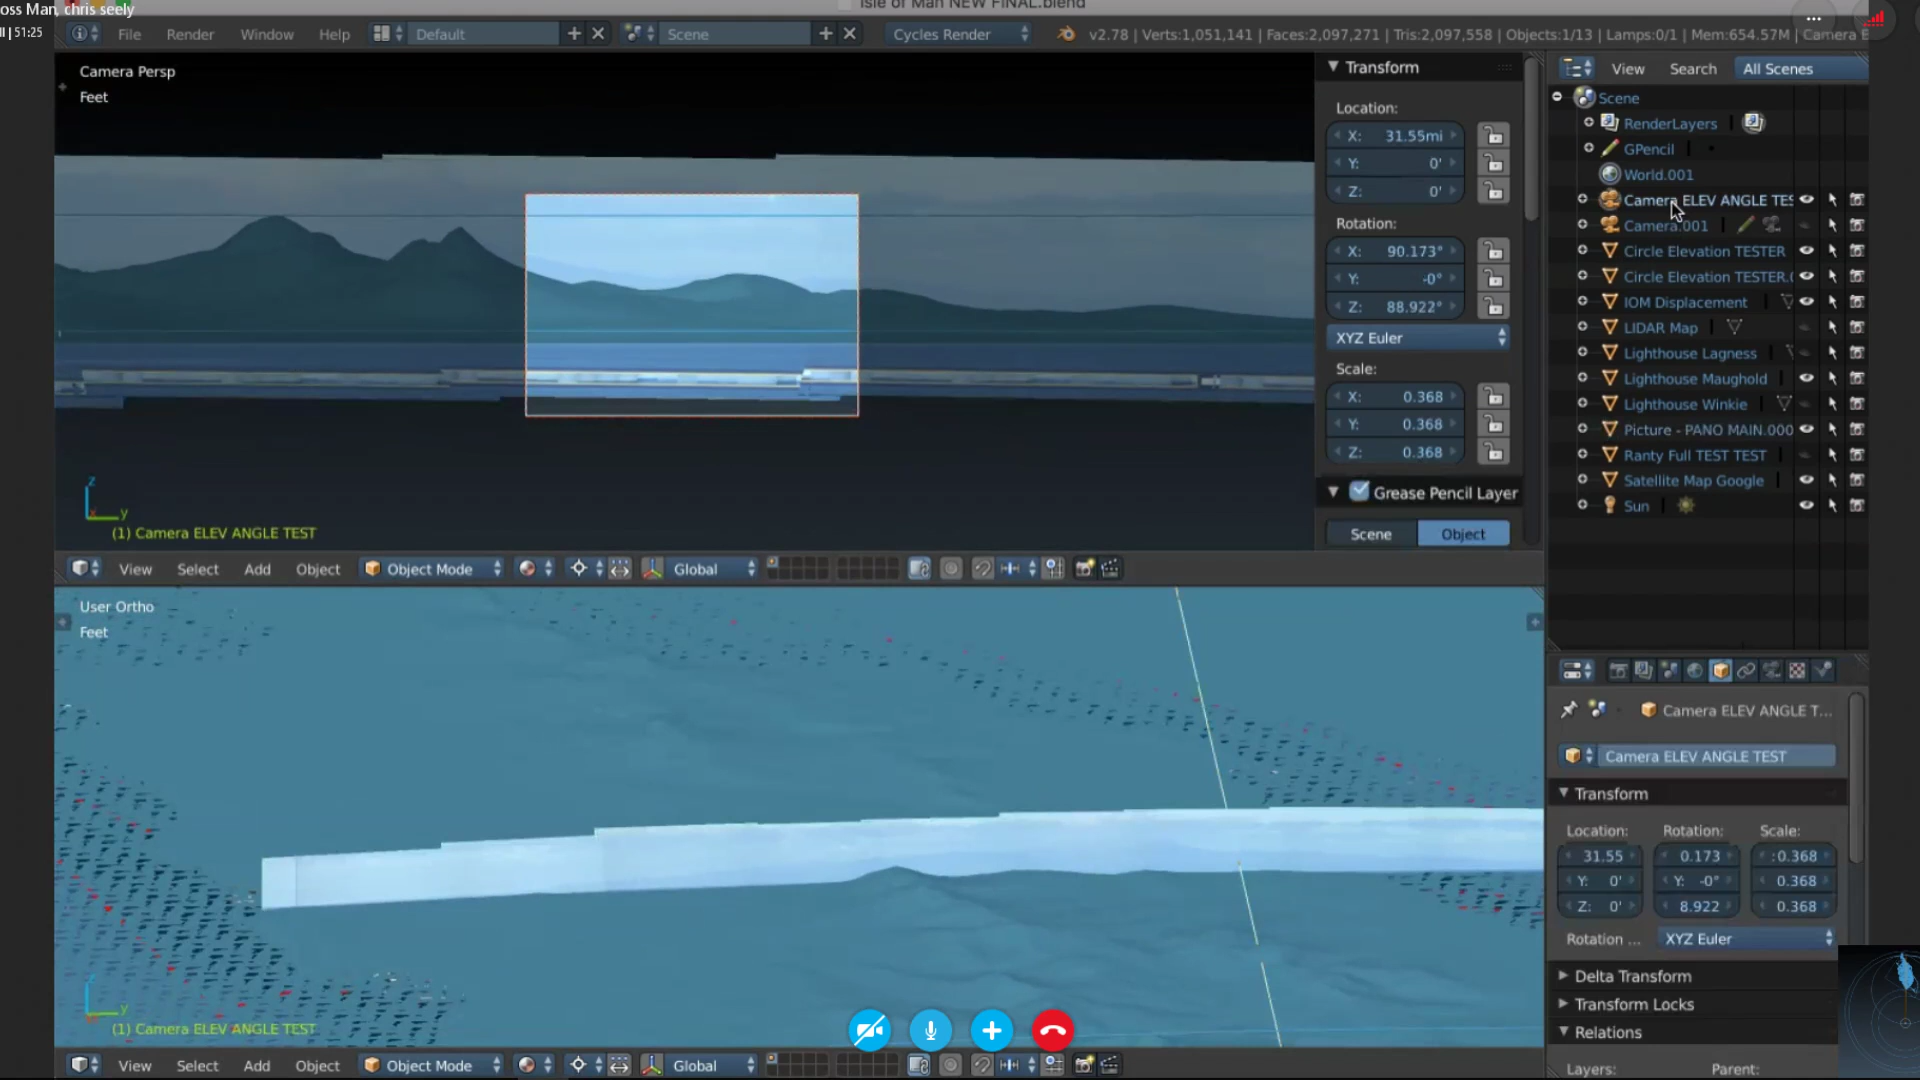 oss Man, chris seely
| 51:25
Isle of Man NEW FINAL.blend
File Render Window Help Default Scene Cycles Render v2.78 | Verts:1,051,141 | Faces:2,097,271 | Tris:2,097,558 | Objects:1/13 | Lamps:0/1 | Mem:654.57M | Camera E
Camera Persp
Feet
(1) Camera ELEV ANGLE TEST
z
y
Transform
Location:
X: 31.55mi
Y: 0'
Z: 0'
Rotation:
X: 90.173°
Y: -0°
Z: 88.922°
XYZ Euler
Scale:
X: 0.368
Y: 0.368
Z: 0.368
Grease Pencil Layer
Scene Object
View Search All Scenes
Scene
RenderLayers
GPencil
World.001
Camera ELEV ANGLE TES
Camera.001
Circle Elevation TESTER
Circle Elevation TESTER.0
IOM Displacement
LIDAR Map
Lighthouse Lagness
Lighthouse Maughold
Lighthouse Winkie
Picture - PANO MAIN.000
Ranty Full TEST TEST
Satellite Map Google
Sun
View Select Add Object Object Mode Global
User Ortho
Feet
y
(1) Camera ELEV ANGLE TEST
View Select Add Object Object Mode Global
Camera ELEV ANGLE T...
Camera ELEV ANGLE TEST
Transform
Location: Rotation: Scale:
31.55 0.173 :0.368
Y: 0' Y: -0° 0.368
Z: 0' 8.922 0.368
Rotation ... XYZ Euler
Delta Transform
Transform Locks
Relations
Layers: Parent: